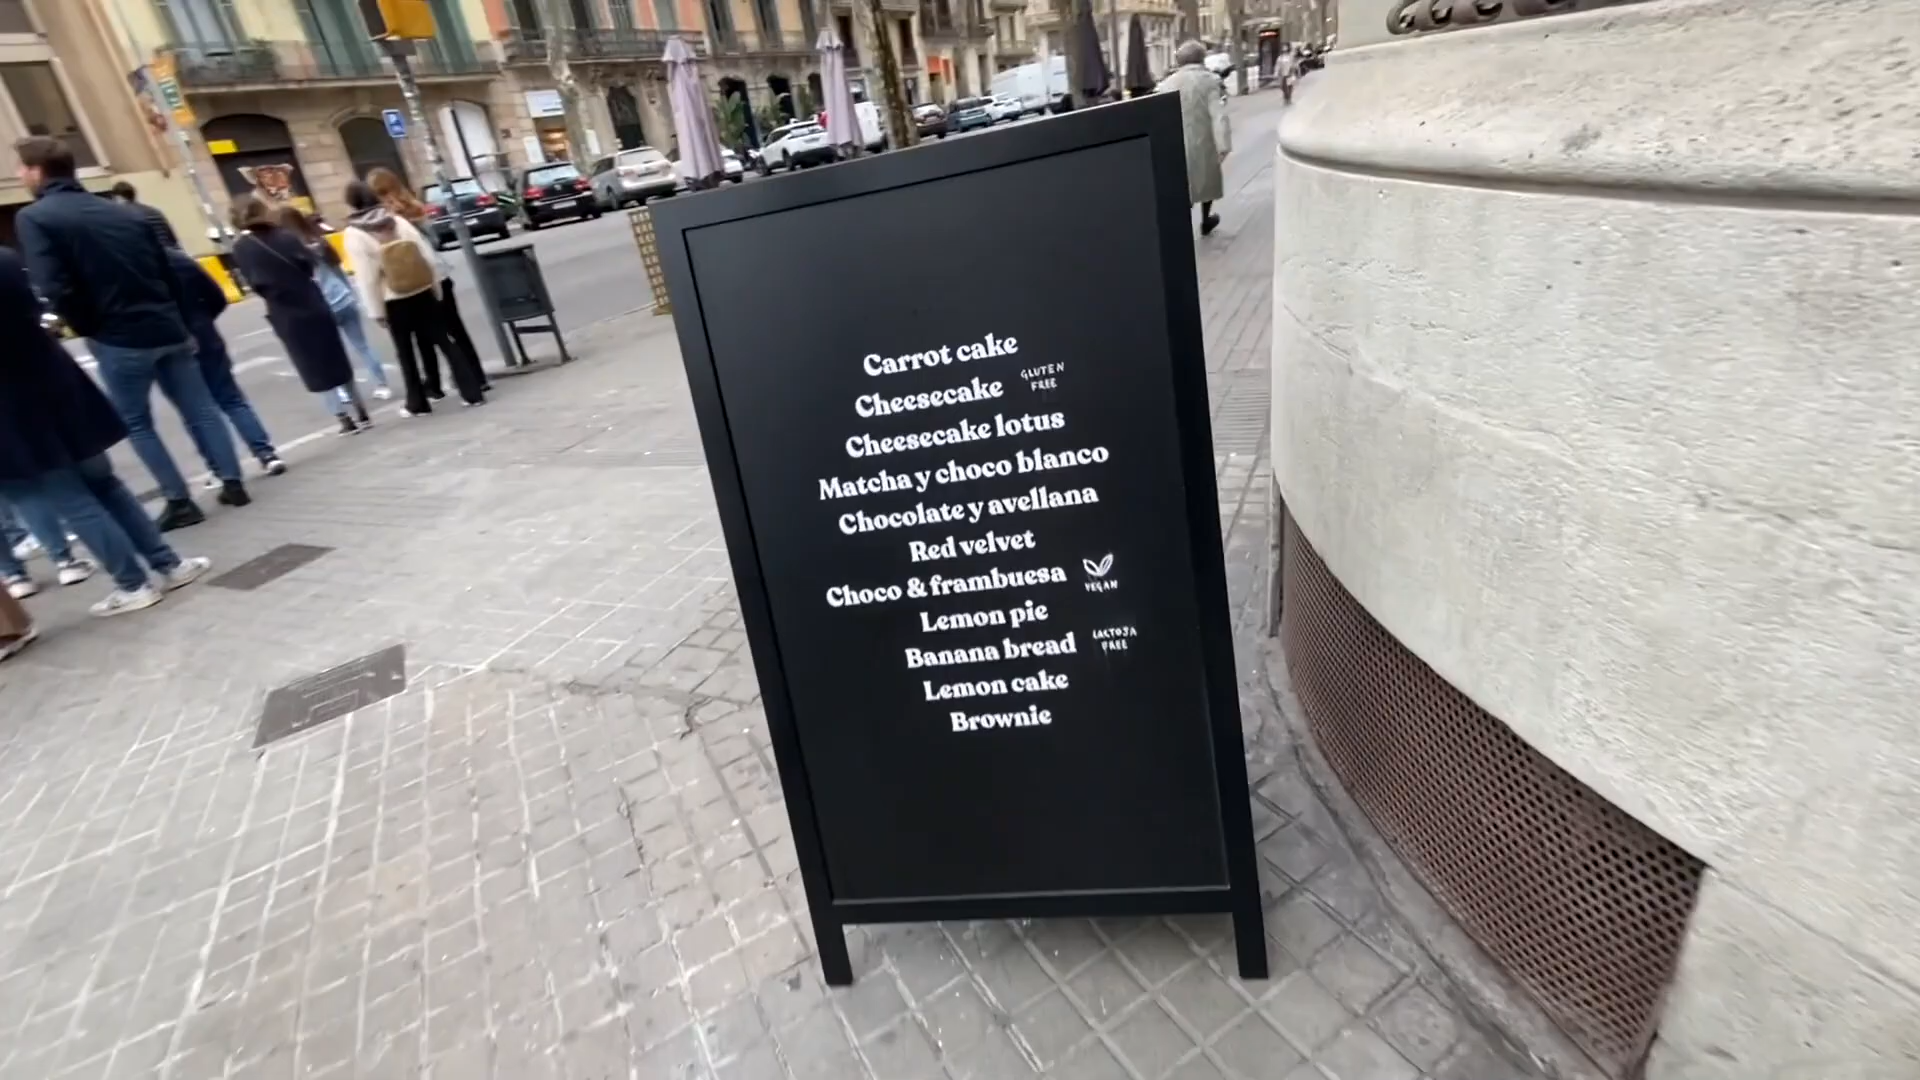 Carrot cake
Cheesecake GLUTEN FREE
Cheesecake lotus
Matcha y choco blanco
Chocolate y avellana
Red velvet
Choco & frambuesa VEGAN
Lemon pie
Banana bread LACTOSA FREE
Lemon cake
Brownie
P